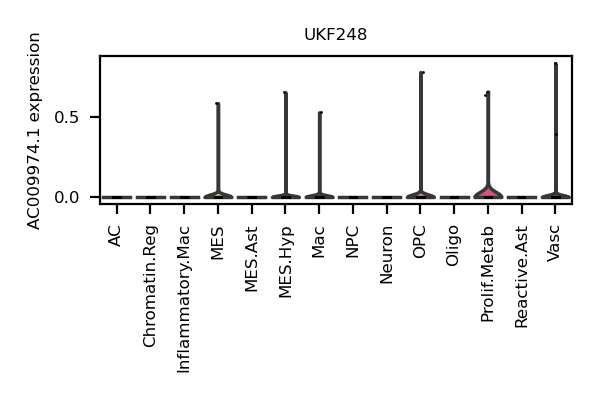 UKF248
AC009974.1 expression
0.5
0.0
AC
Chromatin.Reg
Inflammatory.Mac
MES
MES.Ast
MES.Hyp
Mac
NPC
Neuron
OPC
Oligo
Prolif.Metab
Reactive.Ast
Vasc